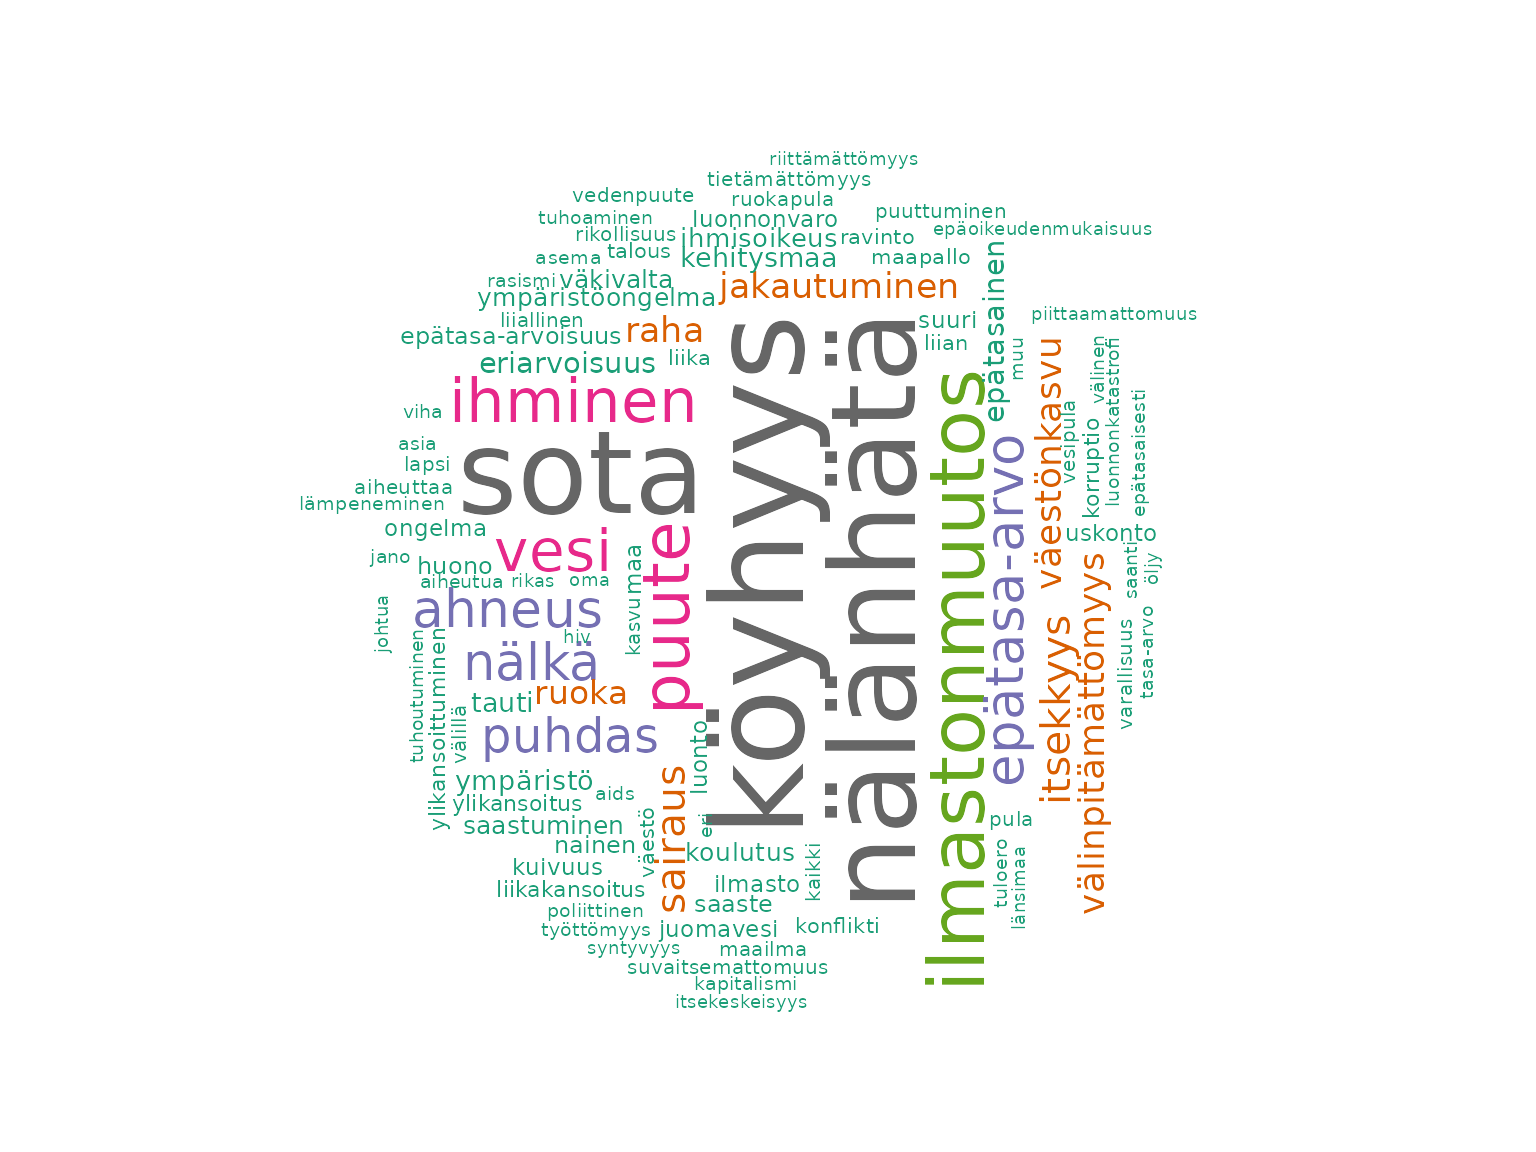 riittämättömyys
tietämättömyys
vedenpuute
ruokapula
tuhoaminen
luonnonvaro
puuttuminen
rikollisuus
ihmisoikeus
ravinto
epäoikeudenmukaisuus
asema
talous
kehitysmaa
maapallo
rasismi
väkivalta
jakautuminen
ympäristöongelma
epätasainen
liiallinen
epätasa-arvoisuus
raha
suuri
piittaamattomuus
liian
muu
eriarvoisuus
liika
köyhyys
nälänhätä
ihminen
viha
sota
asia
lapsi
aiheuttaa
lämpeneminen
ongelma
vesi
jano
huono
aiheutua
rikas
oma
maa
kasvu
puute
ilmastonmuutos
epätasa-arvo
väestönkasvu
vesipula
välinen
korruptio
luonnonkatastrofi
epätasaisesti
uskonto
saanti
öljy
ahneus
johtua
hiv
nälkä
tuhoutuminen
ylikansoittuminen
välillä
tauti
ruoka
puhdas
luonto
itsekkyys
välinpitämättömyys
varallisuus
tasa-arvo
ympäristö
aids
ylikansoitus
sairaus
väestö
eri
saastuminen
nainen
koulutus
kaikki
pula
tuloero
länsimaa
kuivuus
liikakansoitus
ilmasto
saaste
poliittinen
työttömyys
juomavesi
konflikti
syntyvyys
maailma
suvaitsemattomuus
kapitalismi
itsekeskeisyys